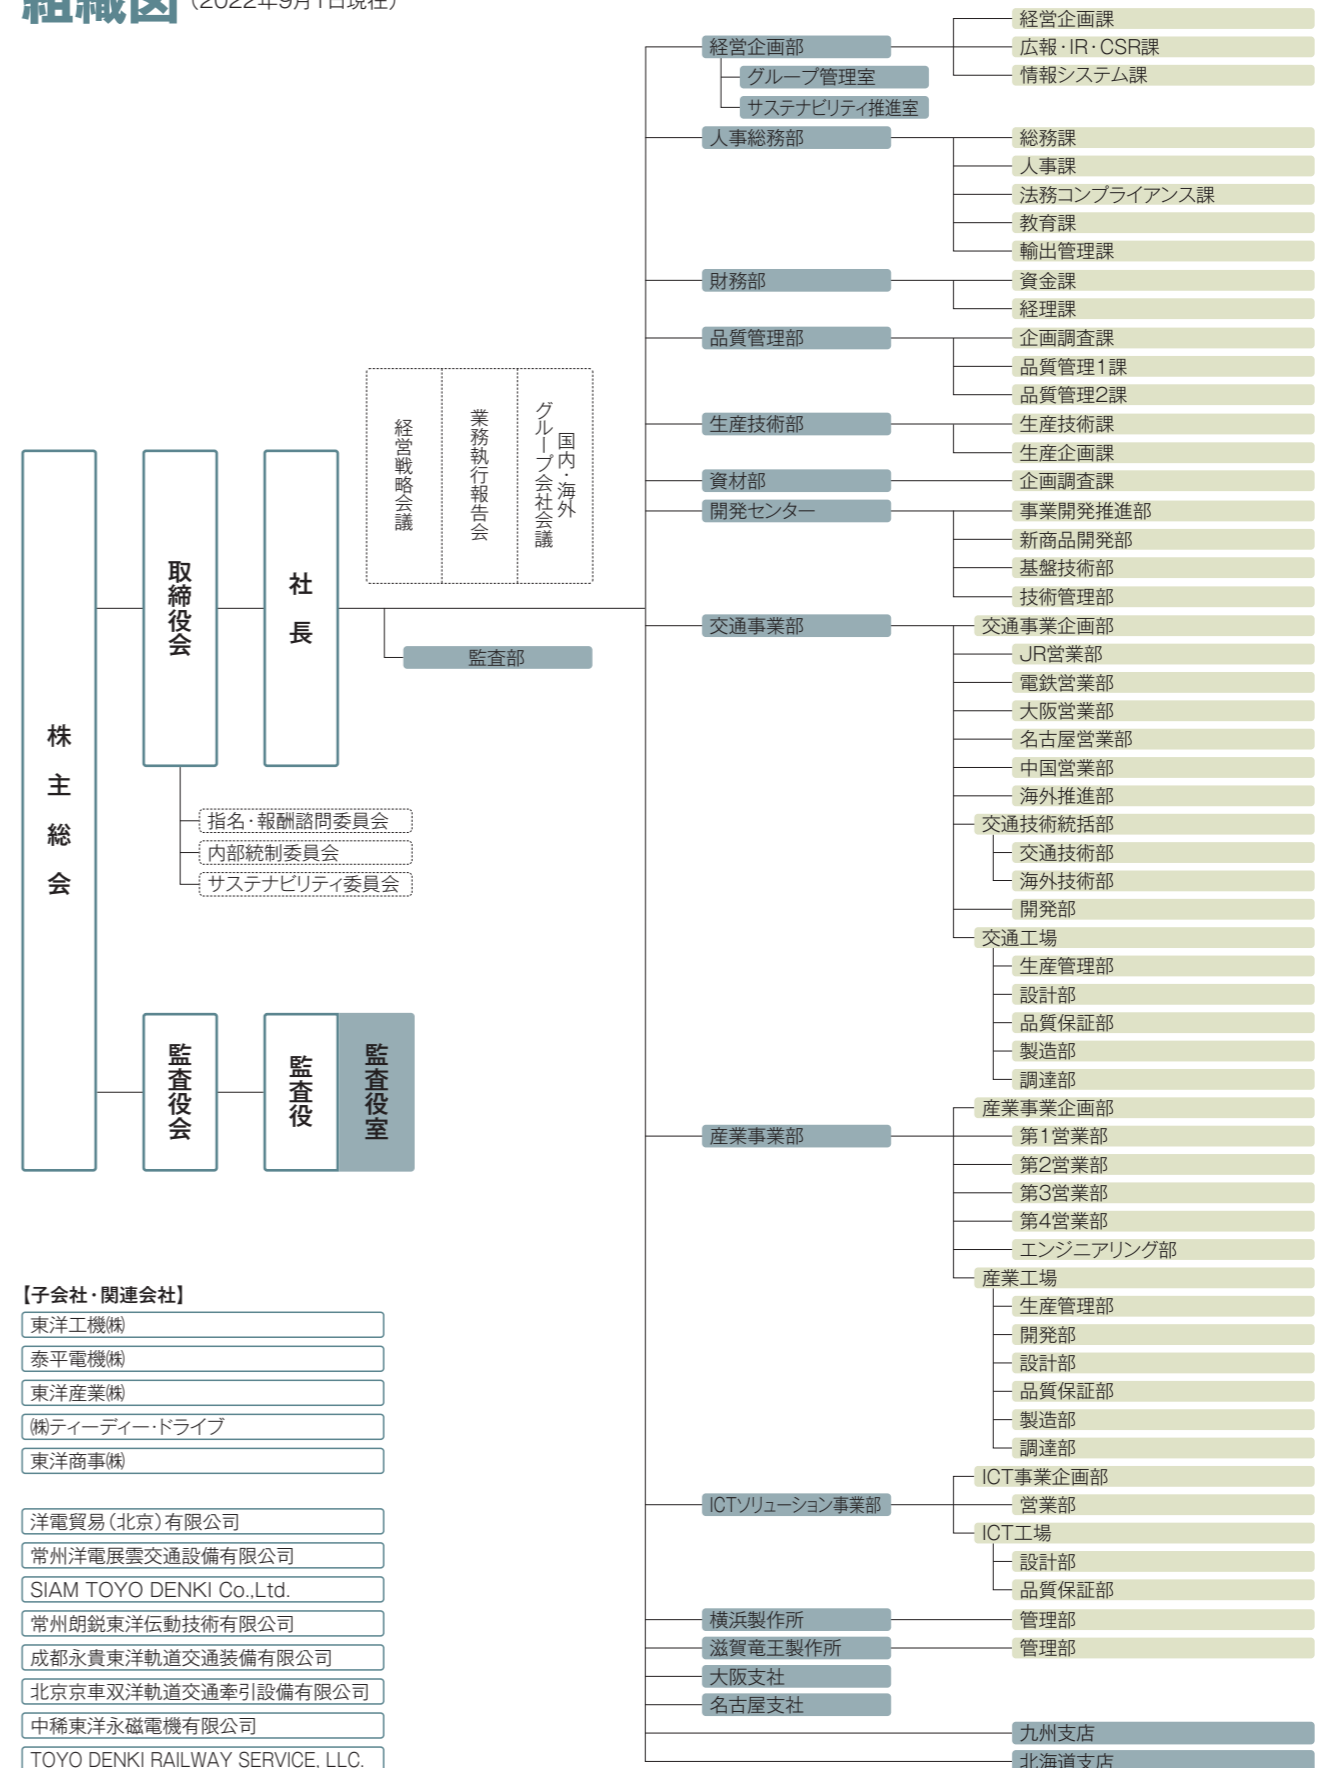 組織図（2022年9月1日現在）
株主総会
取締役会
社長
経営戦略会議
業務執行報告会
国内・海外
グループ会社会議
監査部
指名・報酬諮問委員会
内部統制委員会
サステナビリティ委員会
監査役会
監査役
監査役室
経営企画部
グループ管理室
サステナビリティ推進室
経営企画課
広報・IR・CSR課
情報システム課
人事総務部
総務課
人事課
法務コンプライアンス課
教育課
輸出管理課
財務部
資金課
経理課
品質管理部
企画調査課
品質管理1課
品質管理2課
生産技術部
生産技術課
生産企画課
資材部
企画調査課
開発センター
事業開発推進部
新商品開発部
基盤技術部
技術管理部
交通事業部
交通事業企画部
JR営業部
電鉄営業部
大阪営業部
名古屋営業部
中国営業部
海外推進部
交通技術統括部
交通技術部
海外技術部
開発部
交通工場
生産管理部
設計部
品質保証部
製造部
調達部
産業事業部
産業事業企画部
第1営業部
第2営業部
第3営業部
第4営業部
エンジニアリング部
産業工場
生産管理部
開発部
設計部
品質保証部
製造部
調達部
ICTソリューション事業部
ICT事業企画部
営業部
ICT工場
設計部
品質保証部
横浜製作所
管理部
滋賀竜王製作所
管理部
大阪支社
名古屋支社
九州支店
北海道支店
【子会社・関連会社】
東洋工機㈱
泰平電機㈱
東洋産業㈱
㈱ティーディー・ドライブ
東洋商事㈱
洋電貿易（北京）有限公司
常州洋電展雲交通設備有限公司
SIAM TOYO DENKI Co.,Ltd.
常州朗鋭東洋伝動技術有限公司
成都永貴東洋軌道交通装備有限公司
北京京車双洋軌道交通牽引設備有限公司
中稀東洋永磁電機有限公司
TOYO DENKI RAILWAY SERVICE, LLC.